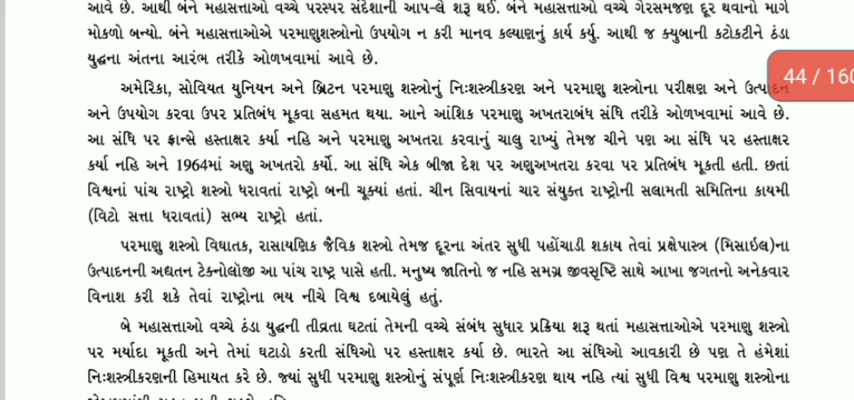 આવે છે. આથી બંને મહાસત્તાઓ વચ્ચે પરસ્પર સંદેશાની આપ-લે શરૂ થઈ. બંને મહાસત્તાઓ વચ્ચે ગેરસમજણ દૂર થવાનો માર્ગ
મોકળો બન્યો. બંને મહાસત્તાઓએ પરમાણુશસ્ત્રોનો ઉપયોગ ન કરી માનવ કલ્યાણનું કાર્ય કર્યુ. આથી જ ક્યુબાની કટોકટીને ઠંડા
યુદ્ધના અંતના આરંભ તરીકે ઓળખવામાં આવે છે.
અમેરિકા, સોવિયત યુનિયન અને બ્રિટન પરમાણુ શસ્ત્રોનું નિઃશસ્ત્રીકરણ અને પરમાણુ શસ્ત્રોના પરીક્ષણ અને ઉત્પાદન
44 / 160
અને ઉપયોગ કરવા ઉપર પ્રતિબંધ મૂકવા સહમત થયા. આને આંશિક પરમાણુ અખતરાબંધ સંધિ તરીકે ઓળખવામાં આવે છે.
આ સંધિ પર ફ્રાન્સે હસ્તાક્ષર કર્યા નહિ અને પરમાણુ અખતરા કરવાનું ચાલુ રાખ્યું તેમજ ચીને પણ આ સંધિ પર હસ્તાક્ષર
કર્યા નહિ અને 1964માં અણુ અખતરો કર્યો. આ સંધિ એક બીજા દેશ પર અણુઅખતરા કરવા પર પ્રતિબંધ મૂકતી હતી. છતાં
વિશ્વનાં પાંચ રાષ્ટ્રો શસ્ત્રો ધરાવતાં રાષ્ટ્રો બની ચૂક્યાં હતાં. ચીન સિવાયનાં ચાર સંયુક્ત રાષ્ટ્રોની સલામતી સમિતિના કાયમી
(વિટો સત્તા ધરાવતાં) સભ્ય રાષ્ટ્રો હતાં.
પરમાણુ શસ્ત્રો વિઘાતક, રાસાયણિક જૈવિક શસ્ત્રો તેમજ દૂરના અંતર સુધી પહોંચાડી શકાય તેવાં પ્રક્ષેપાસ્ત્ર (મિસાઇલ)ના
ઉત્પાદનની અદ્યતન ટેક્નોલૉજી આ પાંચ રાષ્ટ્ર પાસે હતી. મનુષ્ય જાતિનો જ નહિ સમગ્ર જીવસૃષ્ટિ સાથે આખા જગતનો અનેકવાર
વિનાશ કરી શકે તેવાં રાષ્ટ્રોના ભય નીચે વિશ્વ દબાયેલું હતું.
બે મહાસત્તાઓ વચ્ચે ઠંડા યુદ્ધની તીવ્રતા ઘટતાં તેમની વચ્ચે સંબંધ સુધાર પ્રક્રિયા શરૂ થતાં મહાસત્તાઓએ પરમાણુ શસ્ત્રો
પર મર્યાદા મૂકતી અને તેમાં ઘટાડો કરતી સંધિઓ પર હસ્તાક્ષર કર્યા છે. ભારતે આ સંધિઓ આવકારી છે પણ તે હંમેશાં
નિઃશસ્ત્રીકરણની હિમાયત કરે છે. જ્યાં સુધી પરમાણુ શસ્ત્રોનું સંપૂર્ણ નિઃશસ્ત્રીકરણ થાય નહિ ત્યાં સુધી વિશ્વ પરમાણુ શસ્ત્રોના